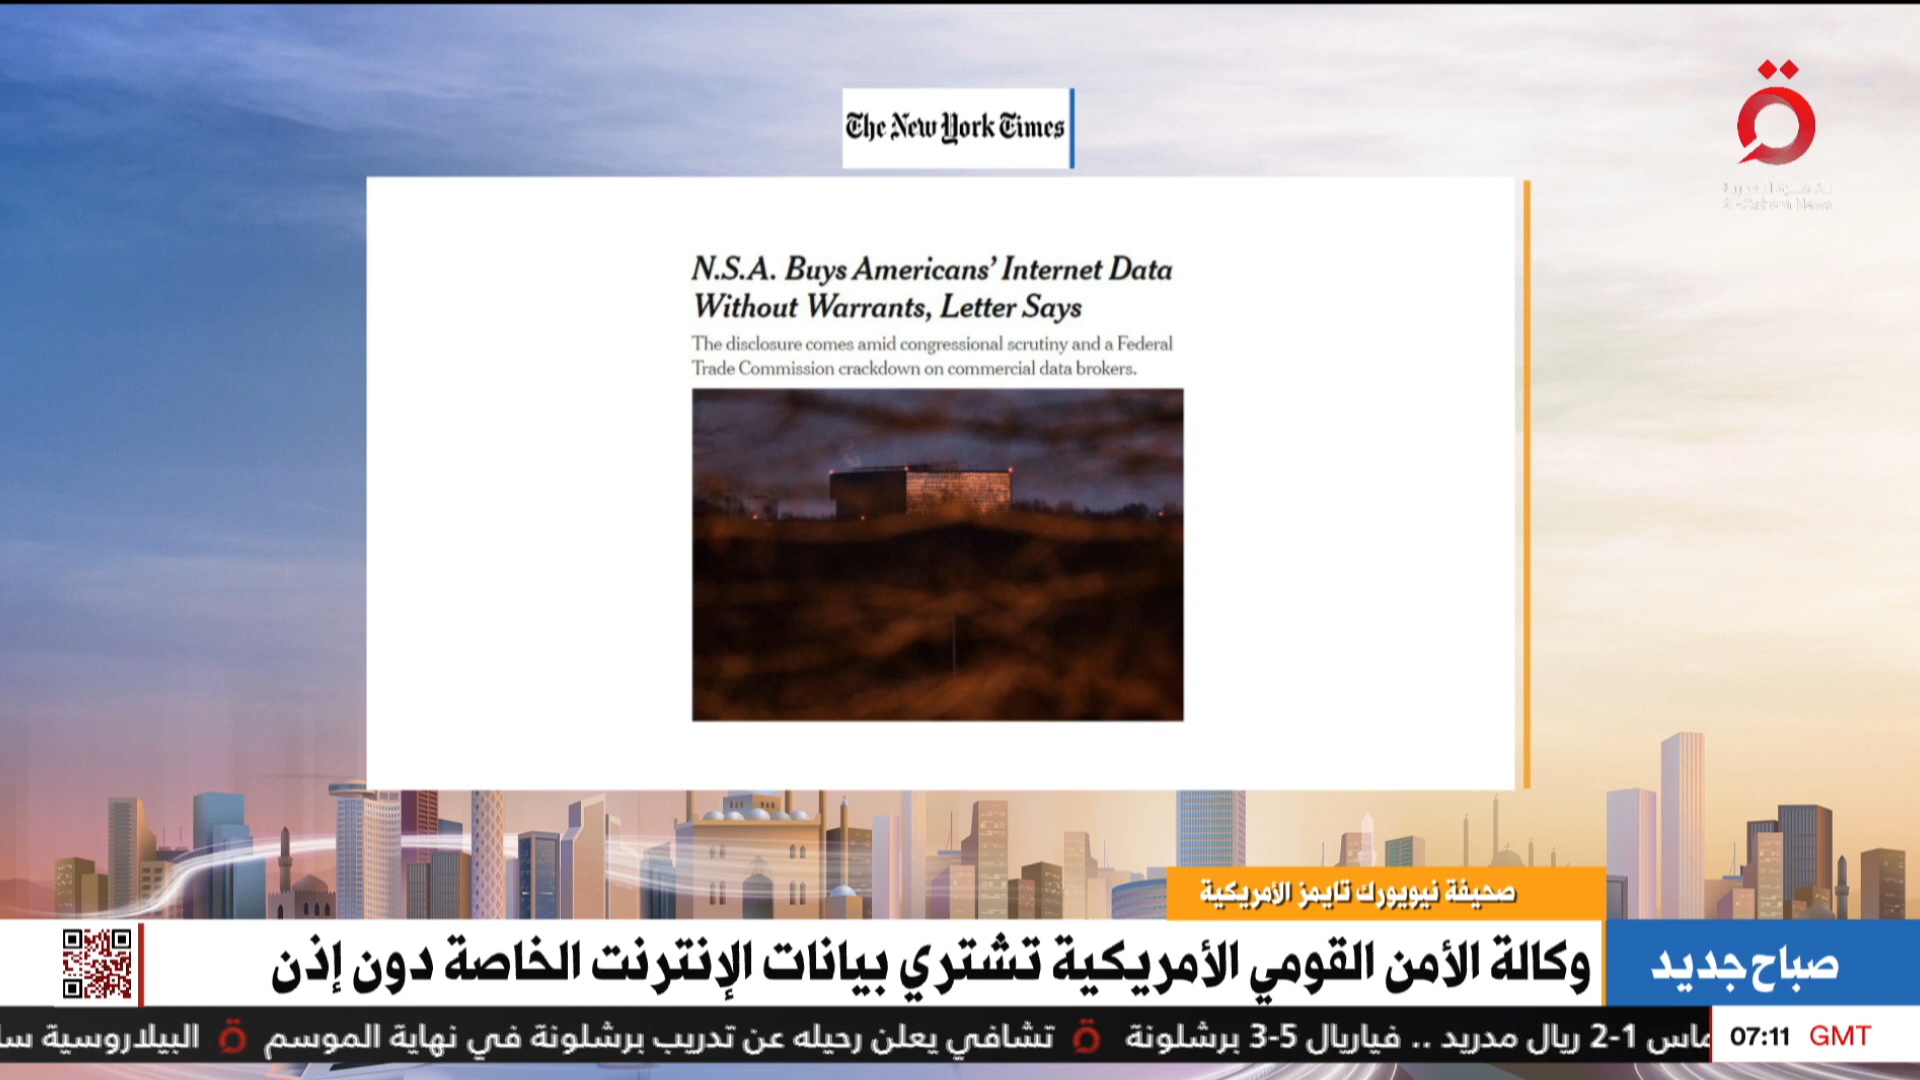 The New York Times
N.S.A. Buys Americans' Internet Data
Without Warrants, Letter Says
The disclosure comes amid congressional scrutiny and a Federal
Trade Commission crackdown on commercial data brokers.
صحيفة نيويورك تايمز الأمريكية
صباح جديد
وكالة الأمن القومي الأمريكية تشتري بيانات الإنترنت الخاصة دون إذن
07:11 GMT
ماس 1-2 ريال مدريد .. فياريال 5-3 برشلونة تشافي يعلن رحيله عن تدريب برشلونة في نهاية الموسم البيلاروسية سا